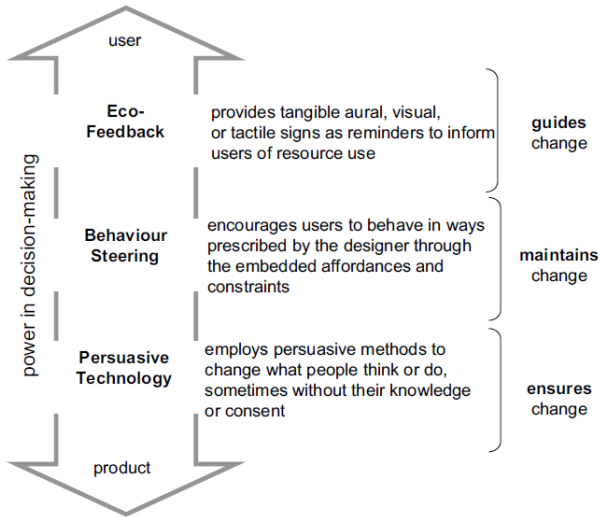 user
power in decision-making
Eco-
Feedback
provides tangible aural, visual,
or tactile signs as reminders to inform
users of resource use
guides
change
Behaviour
Steering
encourages users to behave in ways
prescribed by the designer through
the embedded affordances and
constraints
maintains
change
Persuasive
Technology
employs persuasive methods to
change what people think or do,
sometimes without their knowledge
or consent
ensures
change
product